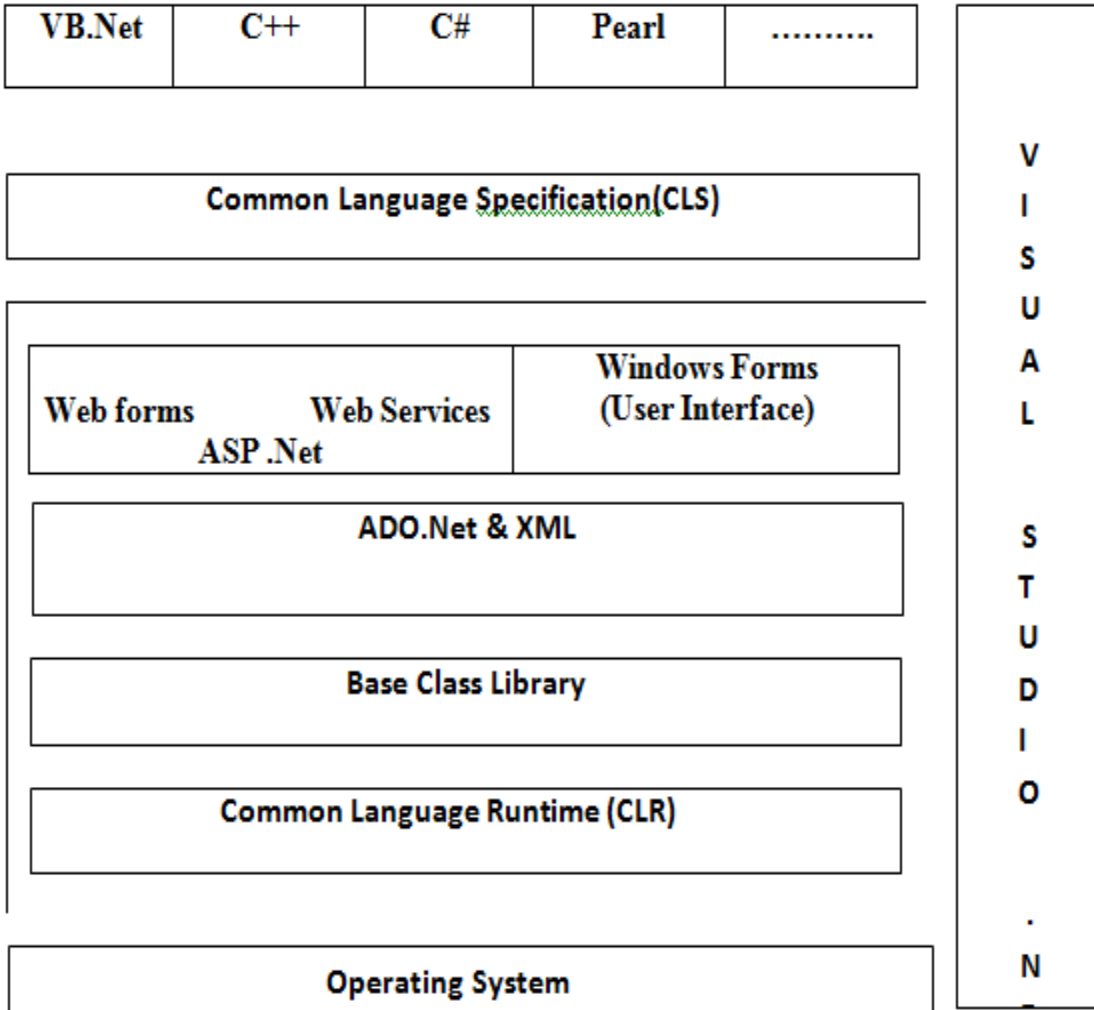 VB.Net C++ C# Pearl ……….
Common Language Specification(CLS)
Web forms Web Services
ASP .Net
Windows Forms
(User Interface)
ADO.Net & XML
Base Class Library
Common Language Runtime (CLR)
Operating System
V
I
S
U
A
L
S
T
U
D
I
O
.
N